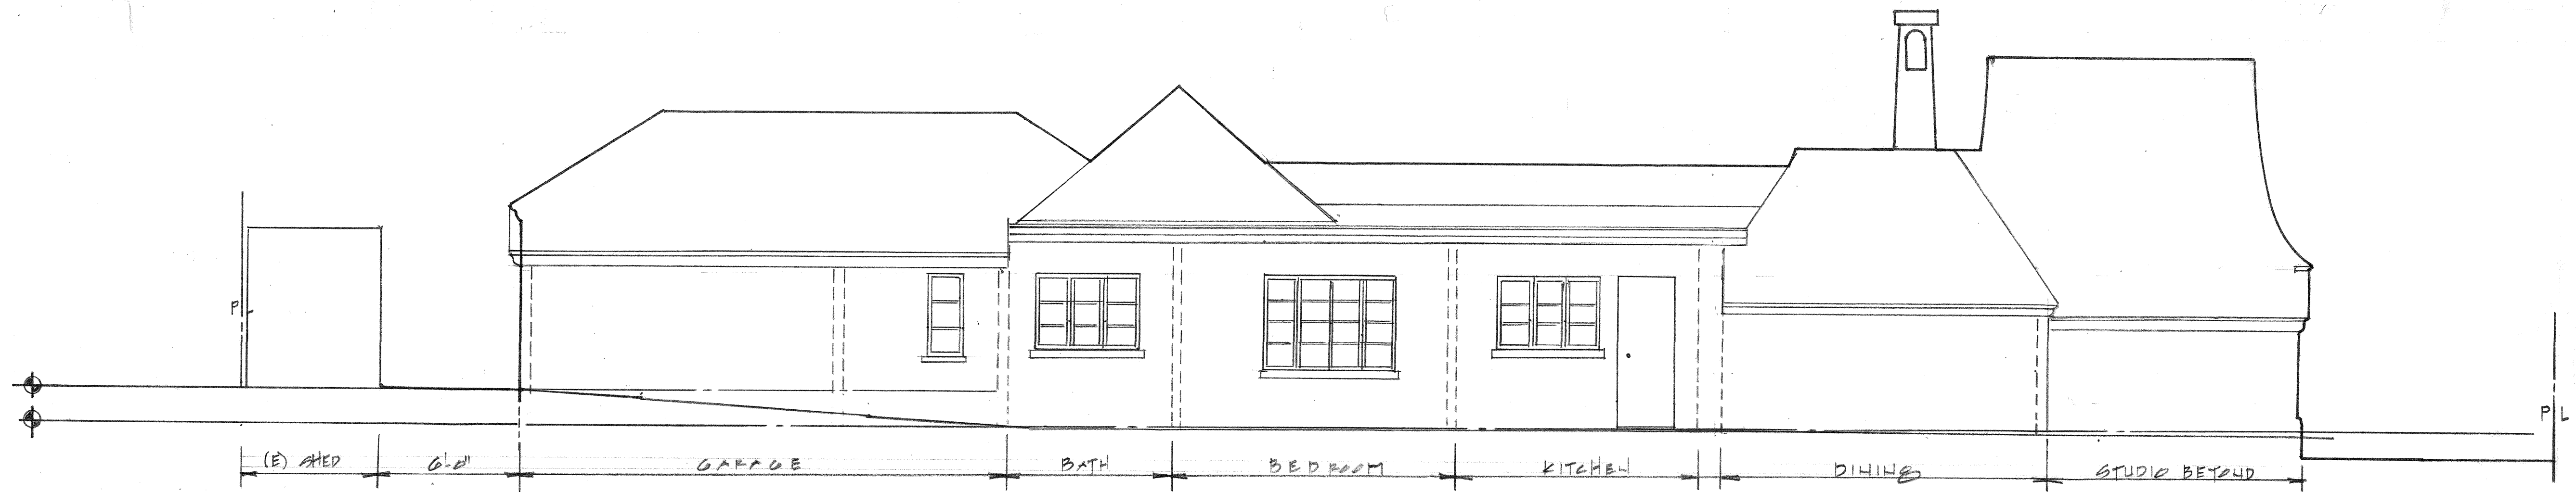 PL
PL
(E) SHED
6'-0"
GARAGE
BATH
BEDROOM
KITCHEN
DINING
STUDIO BEYOND